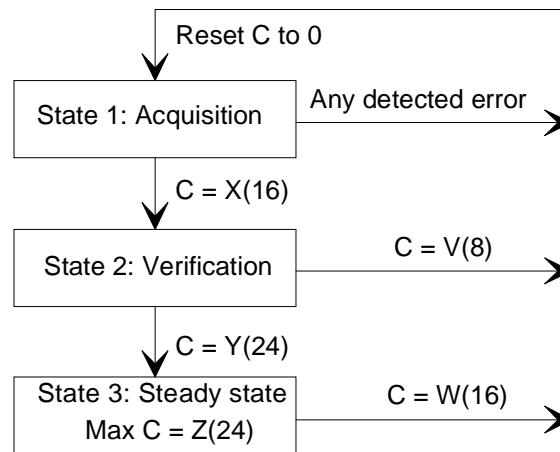 Reset C to 0
State 1: Acquisition
Any detected error
C = X(16)
State 2: Verification
C = V(8)
C = Y(24)
State 3: Steady state
Max C = Z(24)
C = W(16)